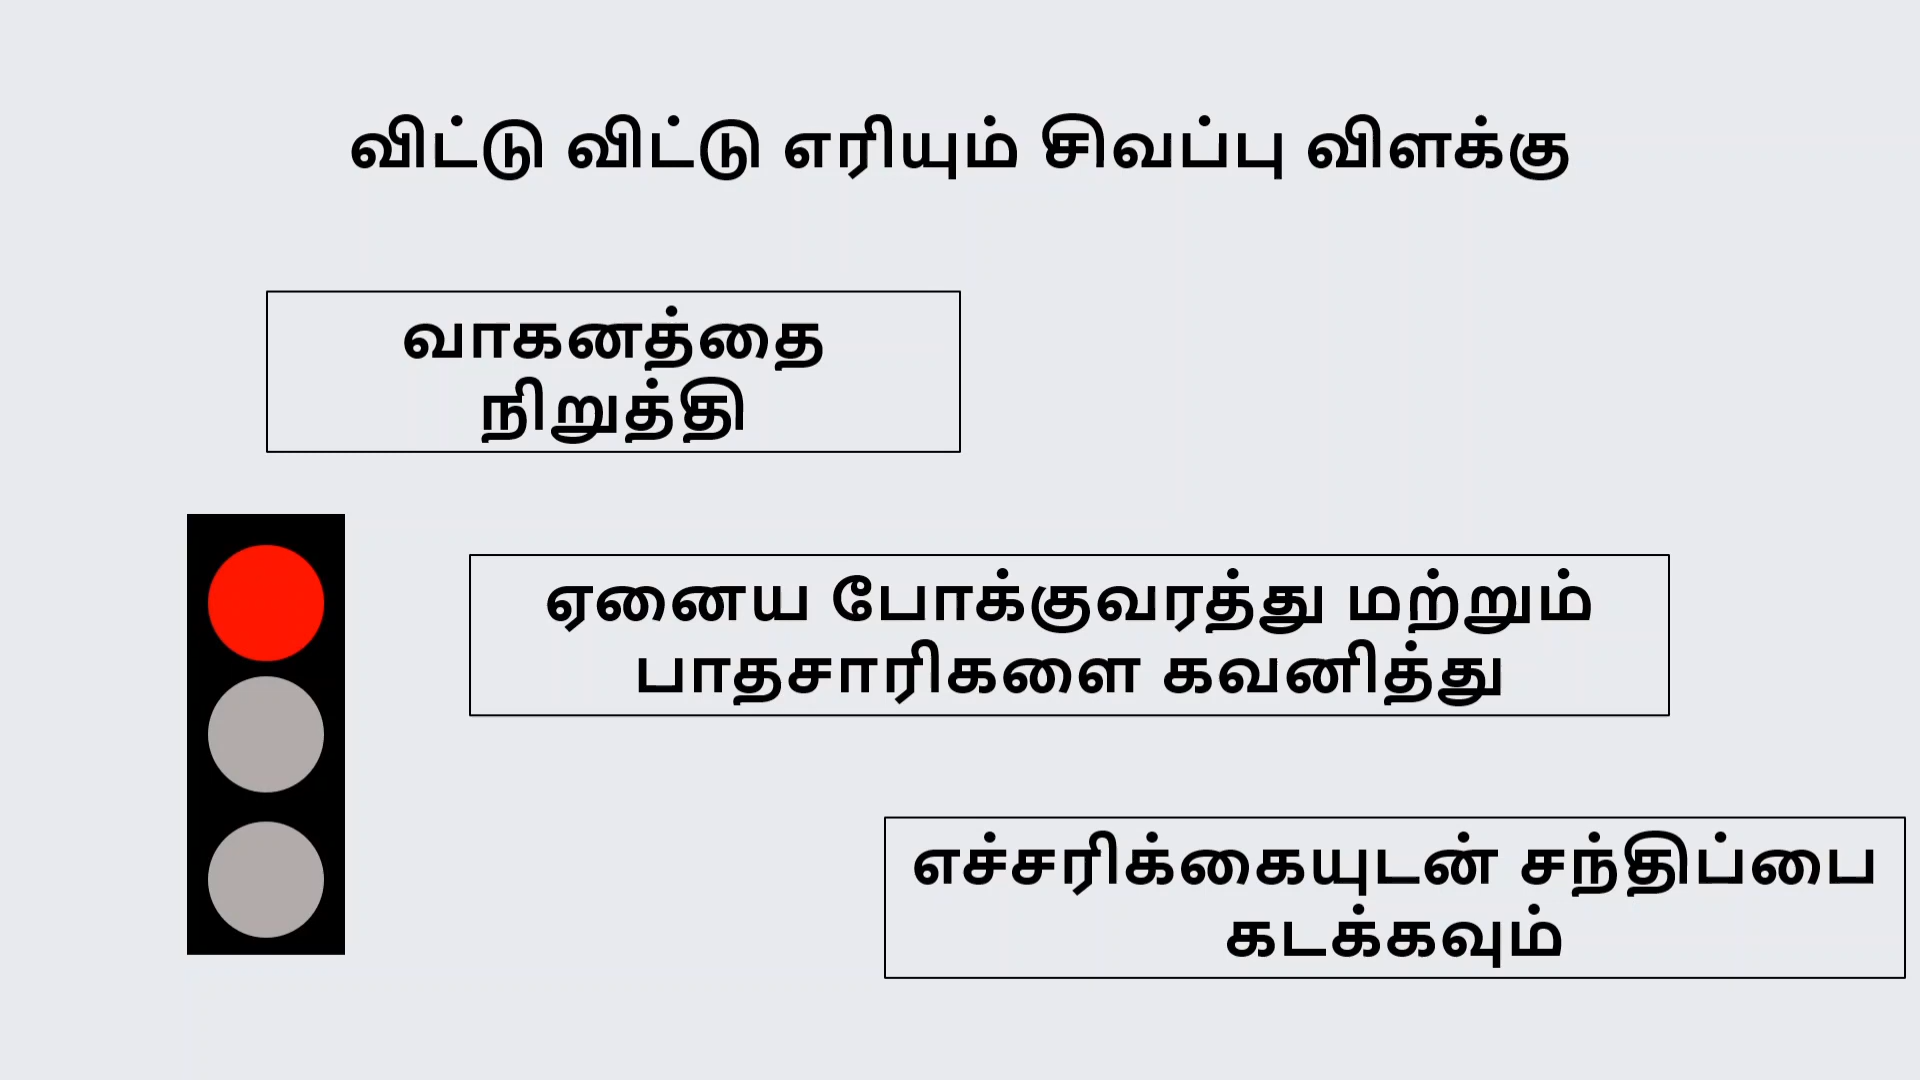 விட்டு விட்டு எரியும் சிவப்பு விளக்கு
வாகனத்தை
நிறுத்தி
ஏனைய போக்குவரத்து மற்றும்
பாதசாரிகளை கவனித்து
எச்சரிக்கையுடன் சந்திப்பை
கடக்கவும்